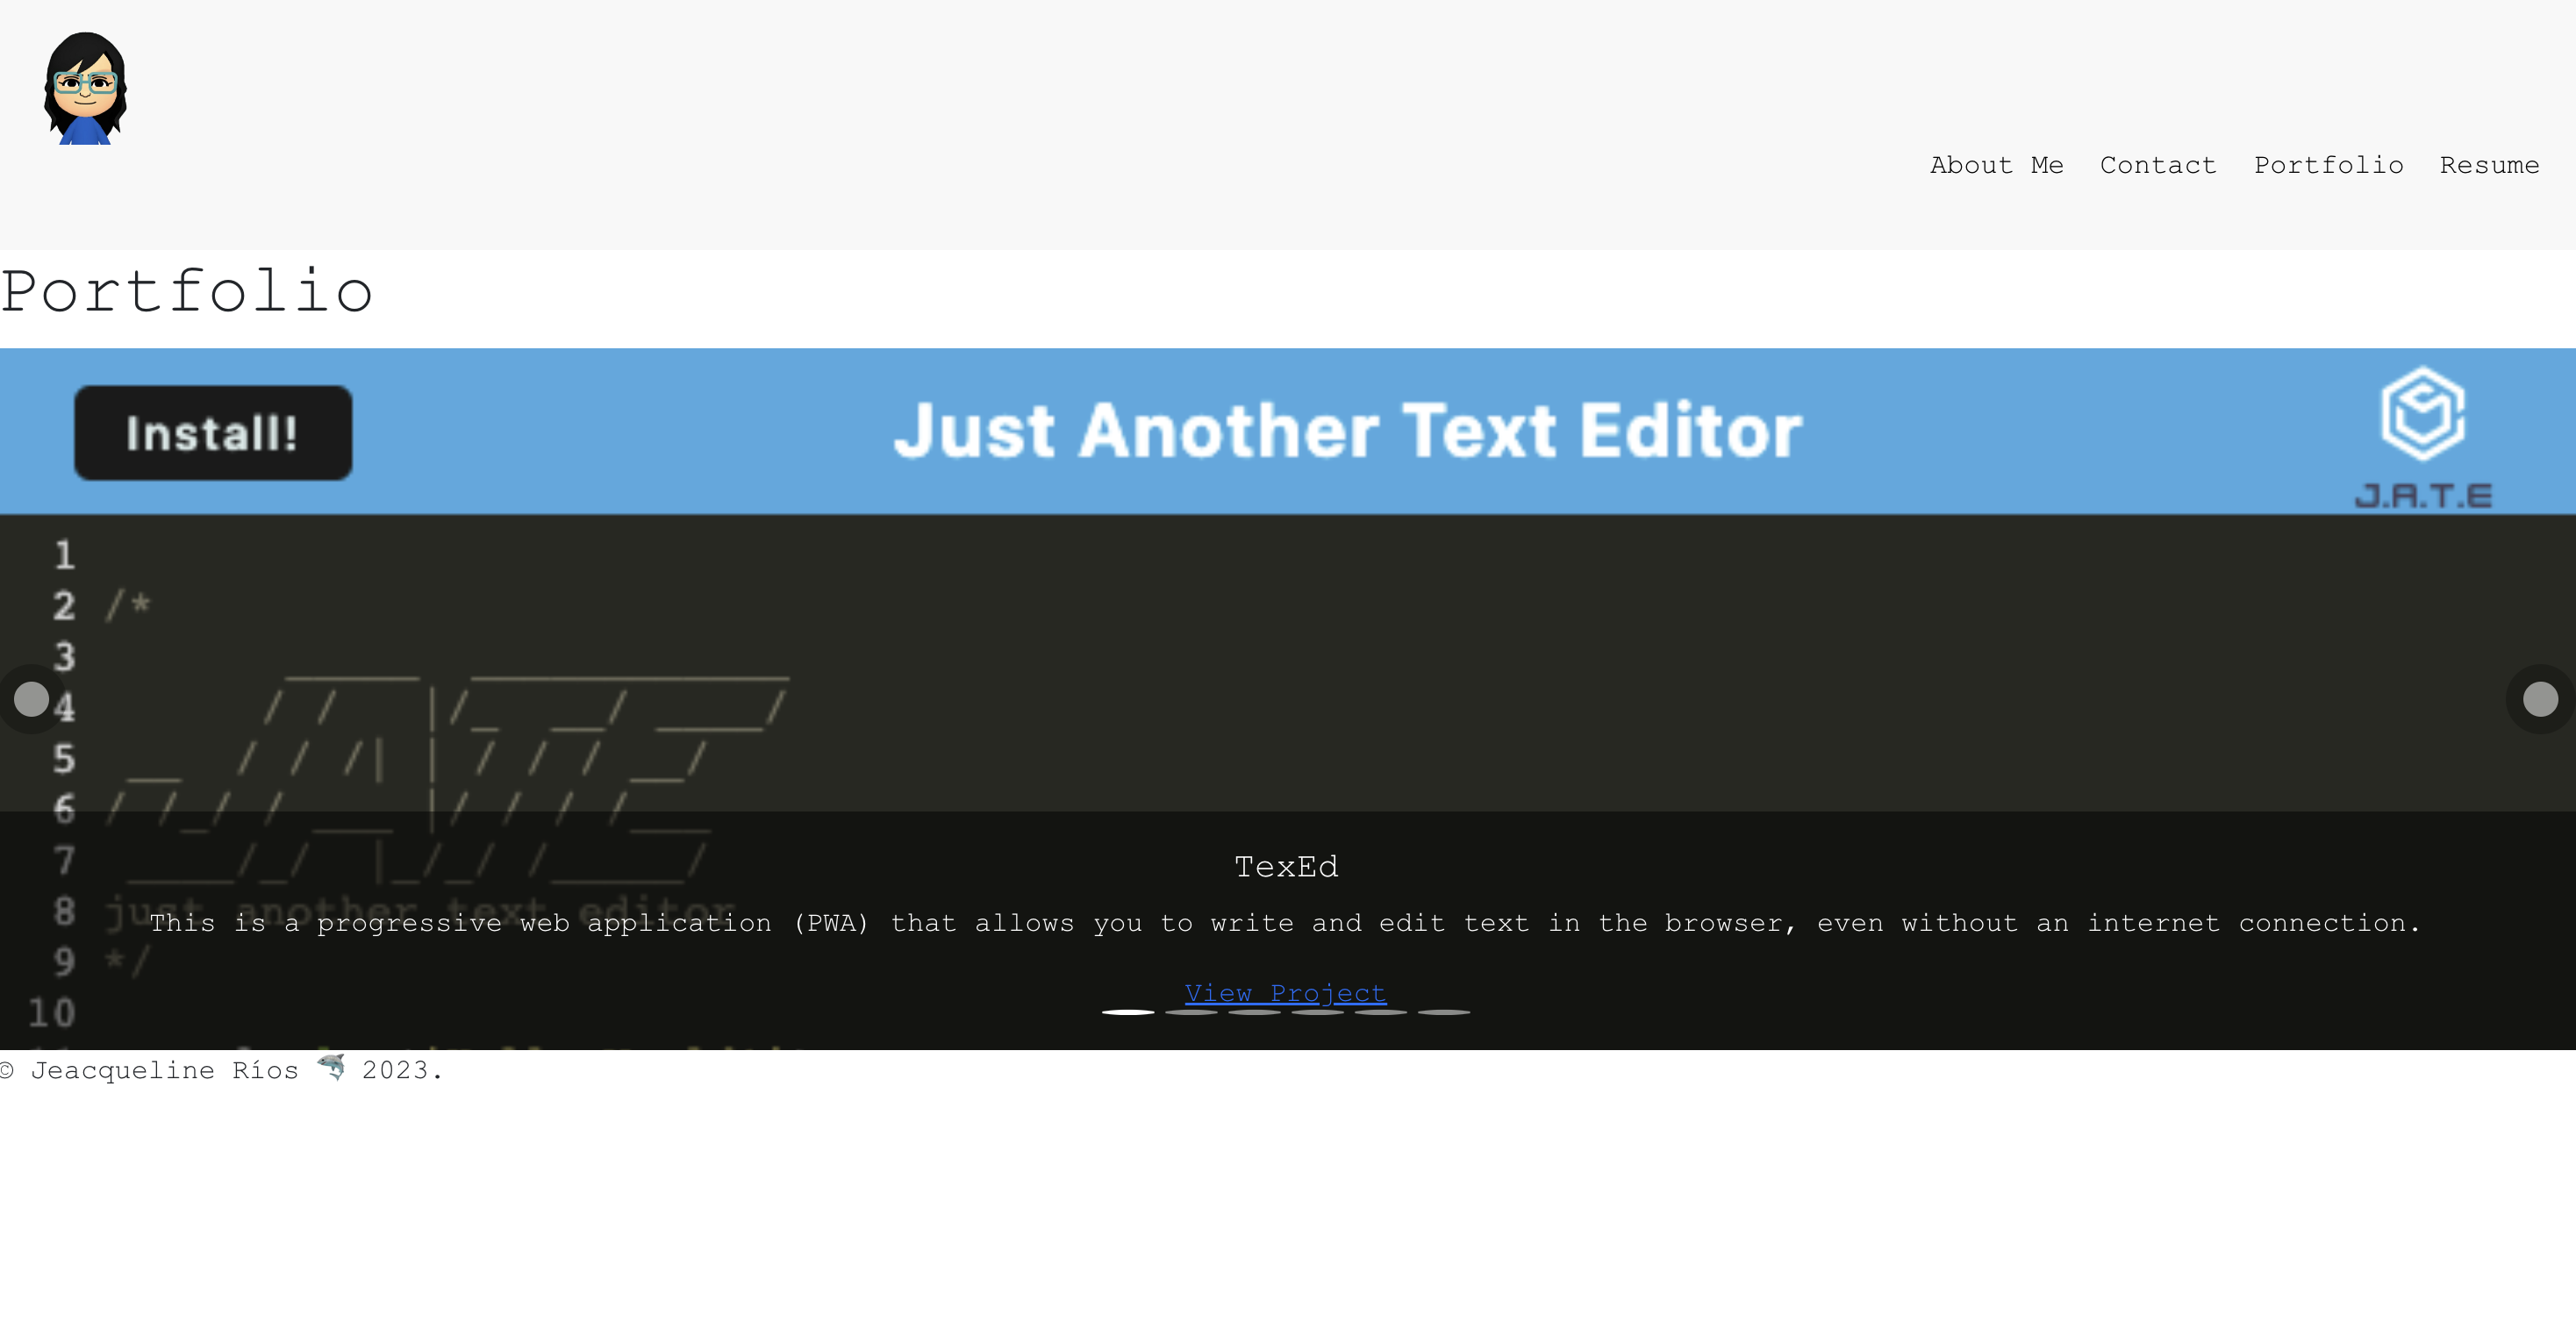 About Me Contact Portfolio Resume
Portfolio
Install! Just Another Text Editor
J.A.T.E
1
2 /*
3
4
5
6
7
8 just another text editor
9 */
10
TexEd
This is a progressive web application (PWA) that allows you to write and edit text in the browser, even without an internet connection.
View Project
© Jeacqueline Ríos 🦈 2023.